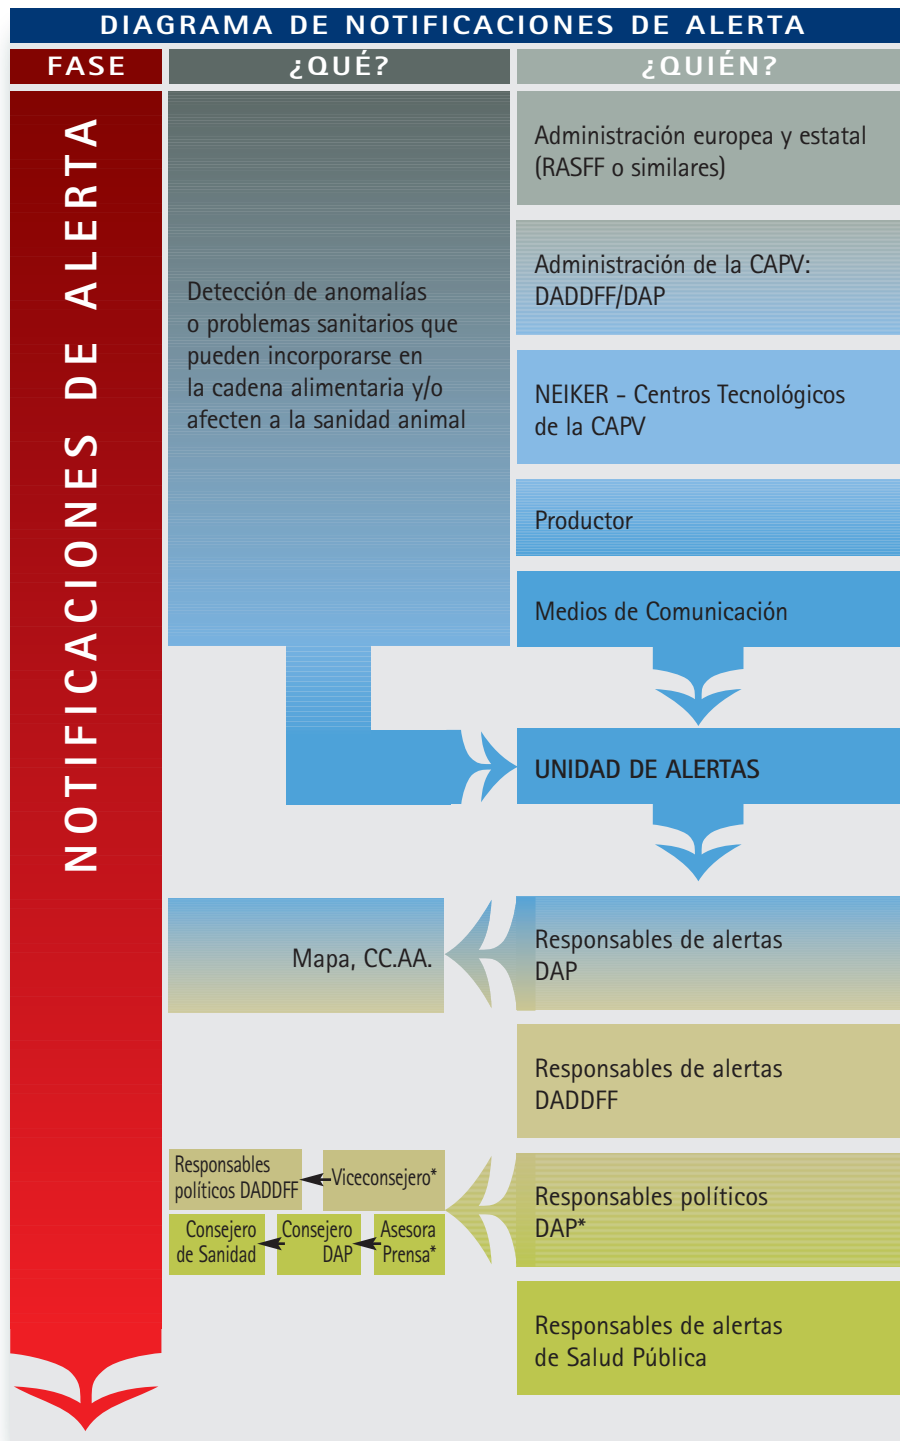 DIAGRAMA DE NOTIFICACIONES DE ALERTA
FASE
¿QUÉ?
¿QUIÉN?
NOTIFICACIONES DE ALERTA
Detección de anomalías
o problemas sanitarios que
pueden incorporarse en
la cadena alimentaria y/o
afecten a la sanidad animal
Administración europea y estatal
(RASFF o similares)
Administración de la CAPV:
DADDFF/DAP
NEIKER - Centros Tecnológicos
de la CAPV
Productor
Medios de Comunicación
UNIDAD DE ALERTAS
Mapa, CC.AA.
Responsables de alertas
DAP
Responsables de alertas
DADDFF
Responsables
políticos DADDFF
Viceconsejero*
Consejero
de Sanidad
Consejero
DAP
Asesora
Prensa*
Responsables políticos
DAP*
Responsables de alertas
de Salud Pública